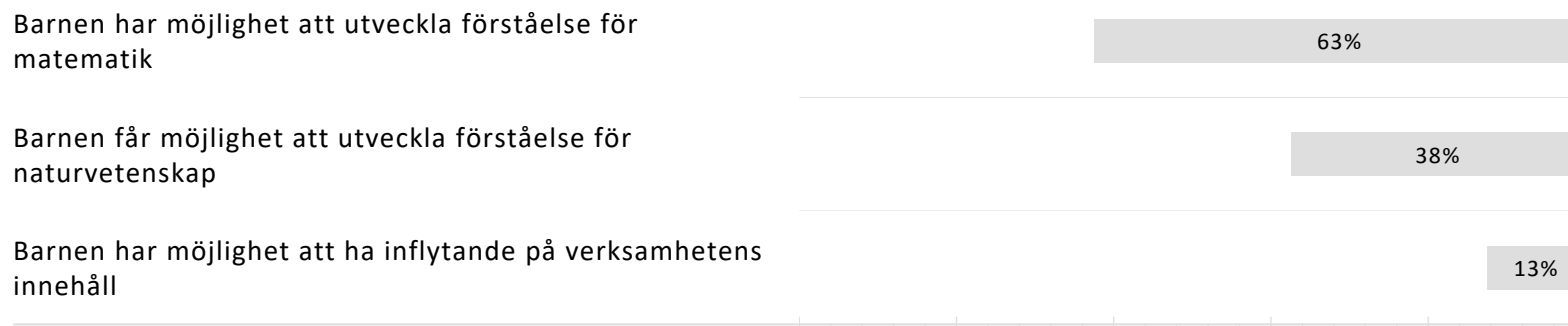 Barnen har möjlighet att utveckla förståelse för
matematik
63%
Barnen får möjlighet att utveckla förståelse för
naturvetenskap
38%
Barnen har möjlighet att ha inflytande på verksamhetens
innehåll
13%